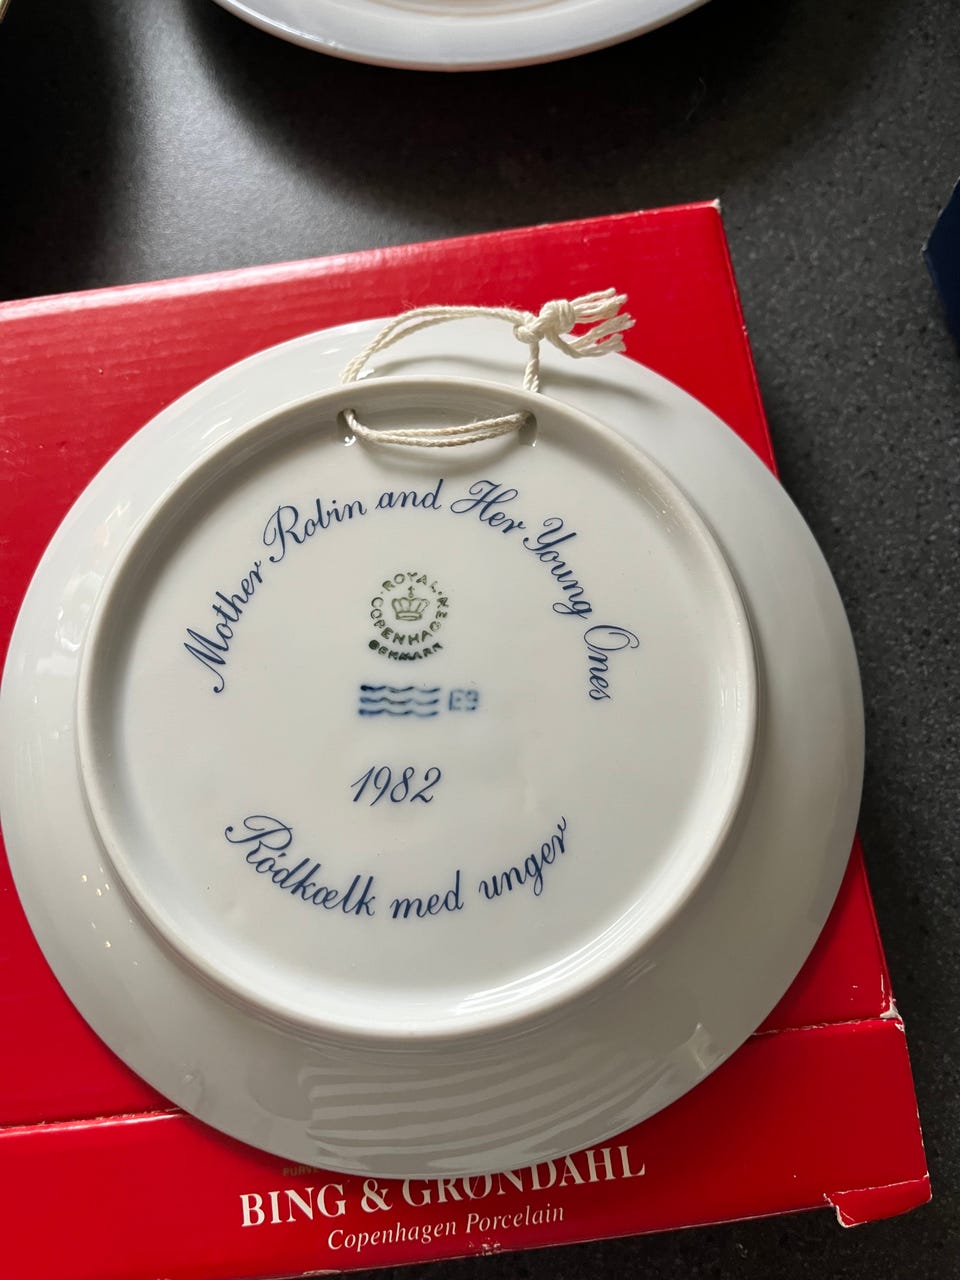 Mother Robin and Her Young Ones
ROYAL
COPENHAGEN
DENMARK
1982
Rødkælk med unger
BING & GRØNDAHL
Copenhagen Porcelain